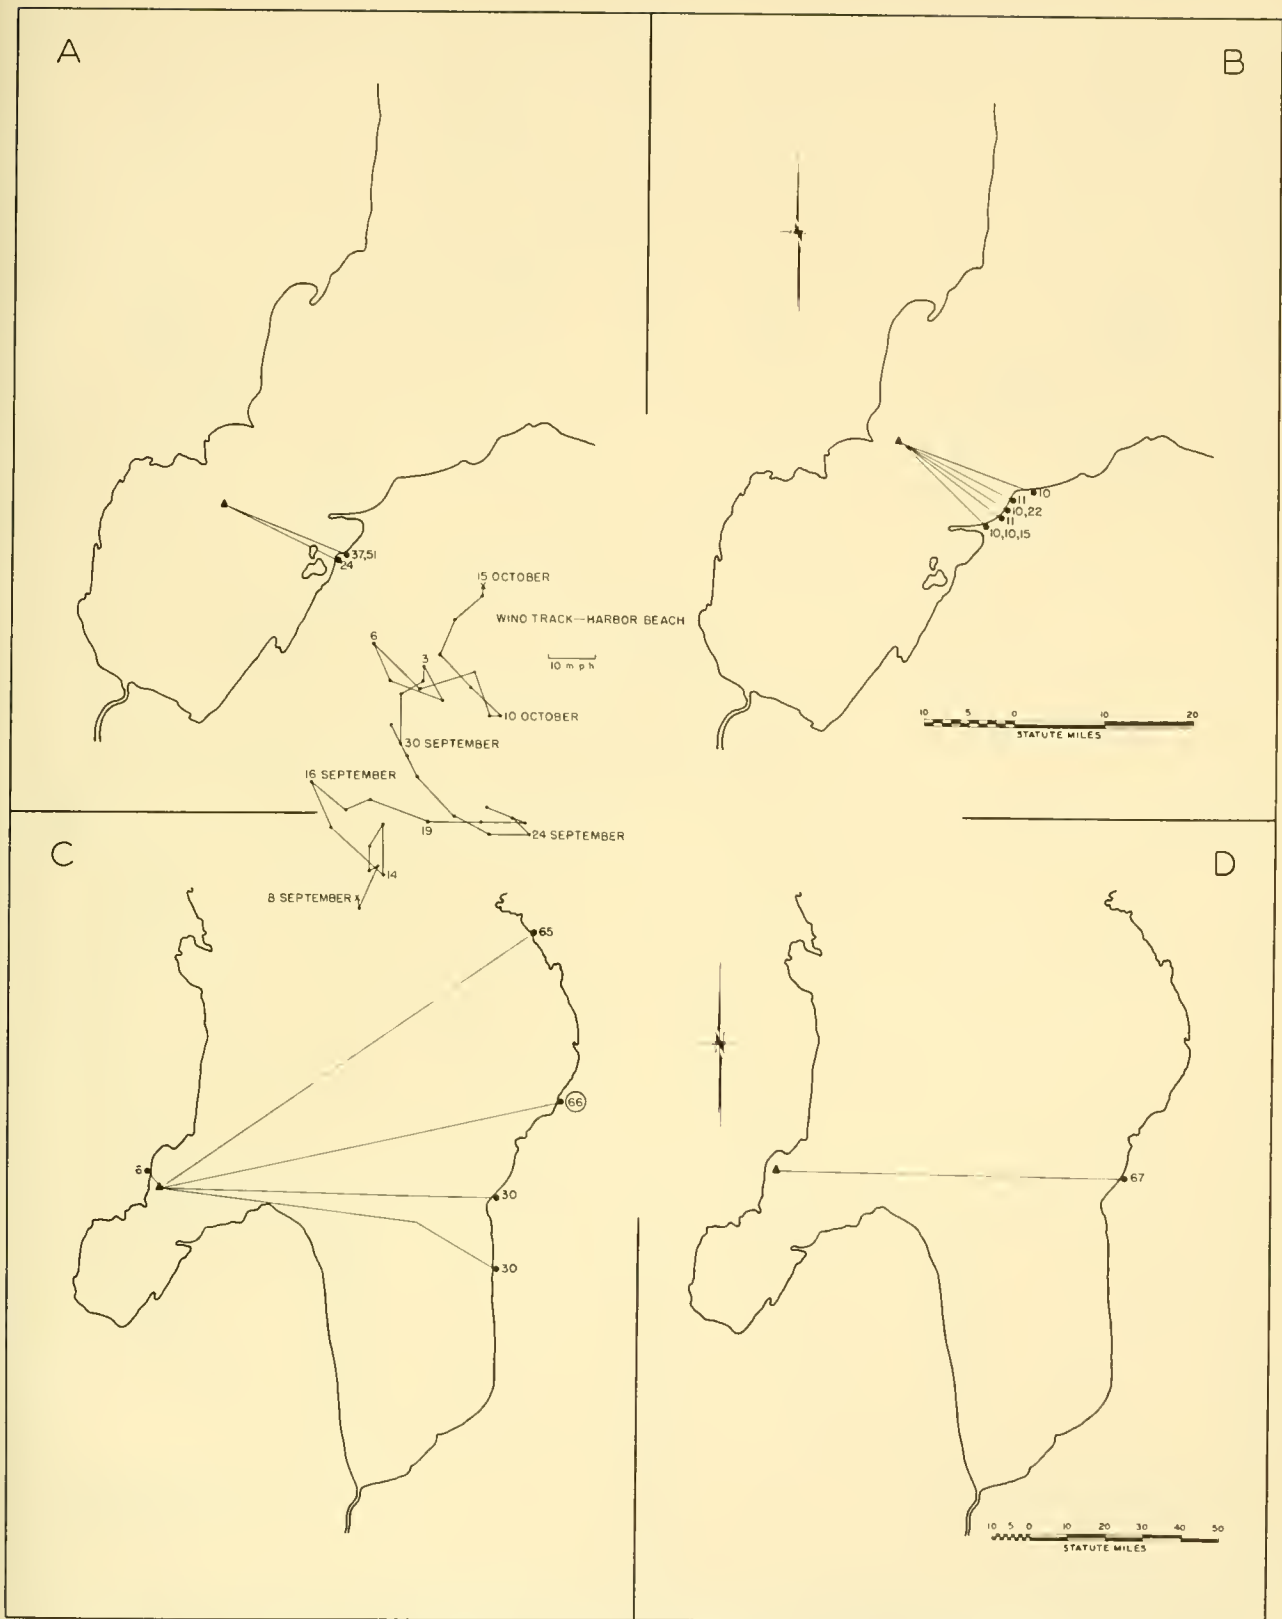 A
B
10
11
10,22
11
10,10,15
37,51
24
15 OCTOBER
WIND TRACK—HARBOR BEACH
6
3
10 m p h
10 OCTOBER
30 SEPTEMBER
10 5 0 10 20
STATUTE MILES
16 SEPTEMBER
19
24 SEPTEMBER
14
8 SEPTEMBER
C
D
65
66
6
30
30
67
10 5 0 10 20 30 40 50
STATUTE MILES